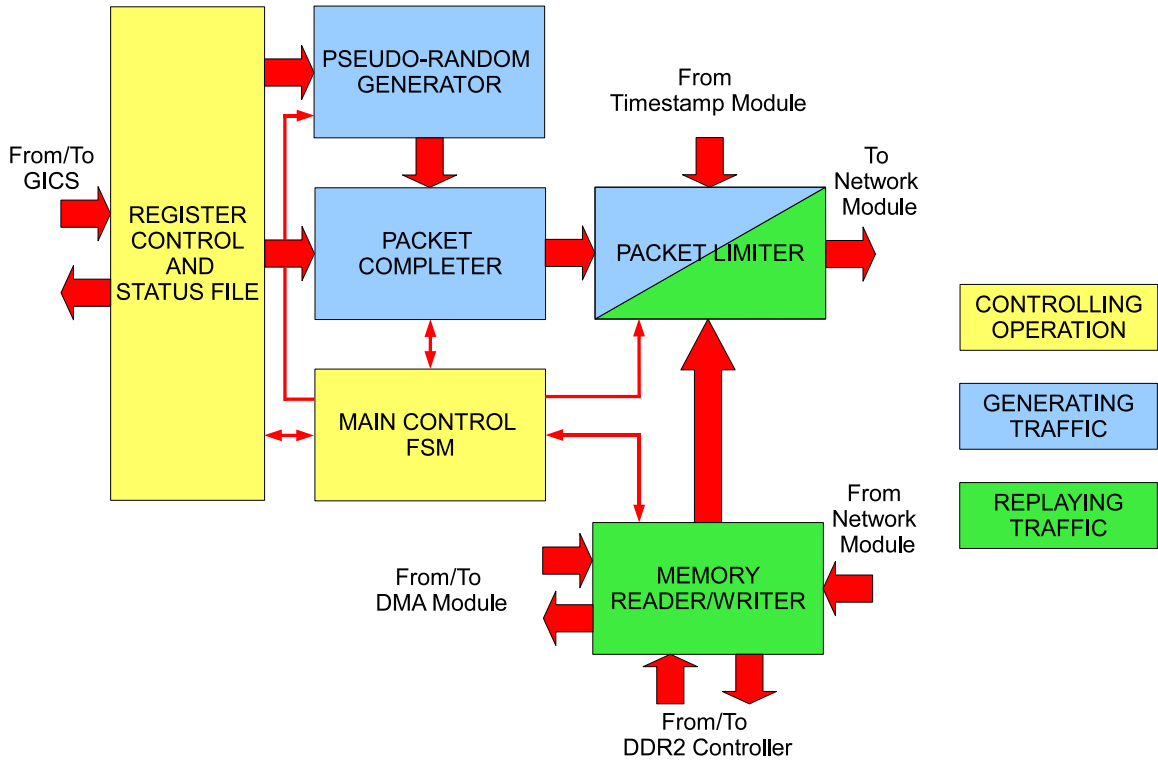 PSEUDO-RANDOM
GENERATOR
From
Timestamp Module
From/To
GICS
To
Network
Module
REGISTER
CONTROL
AND
STATUS FILE
PACKET
COMPLETER
PACKET LIMITER
CONTROLLING
OPERATION
MAIN CONTROL
FSM
GENERATING
TRAFFIC
From
Network
Module
REPLAYING
TRAFFIC
From/To
DMA Module
MEMORY
READER/WRITER
From/To
DDR2 Controller